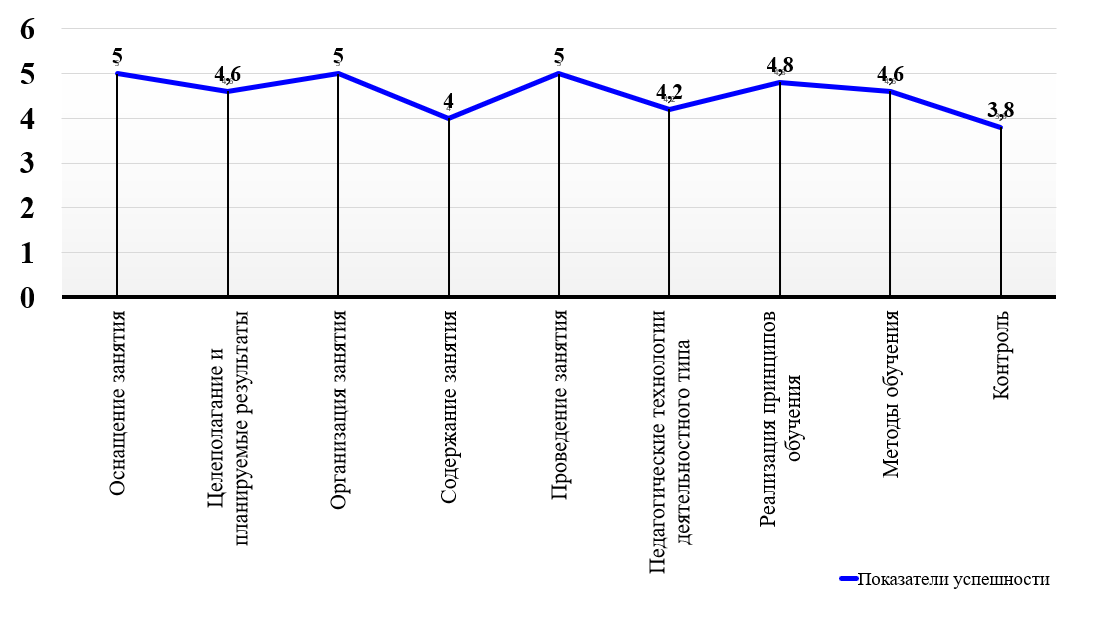 6
5
4
3
2
1
0
5
4,6
5
4
5
4,2
4,8
4,6
3,8
Оснащение занятия
Целеполагание и
планируемые результаты
Организация занятия
Содержание занятия
Проведение занятия
Педагогические технологии
деятельностного типа
Реализация принципов
обучения
Методы обучения
Контроль
Показатели успешности